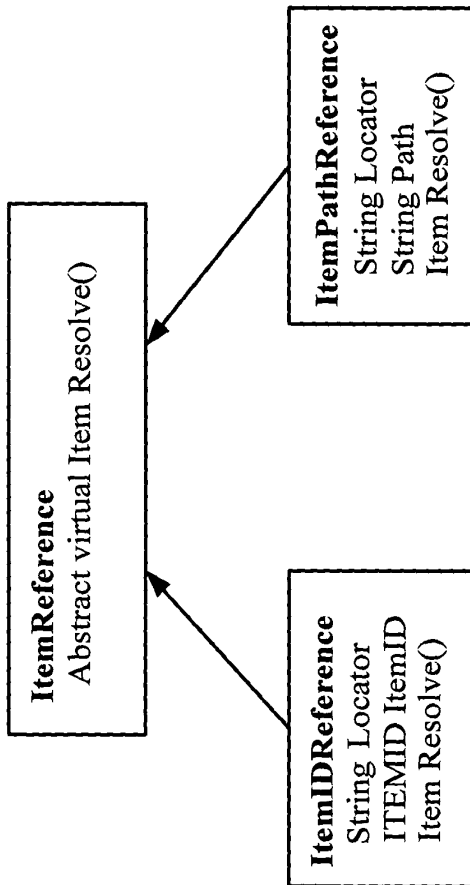 ItemReference
Abstract virtual Item Resolve()
ItemIDReference
String Locator
ITEMID ItemID
Item Resolve()
ItemPathReference
String Locator
String Path
Item Resolve()